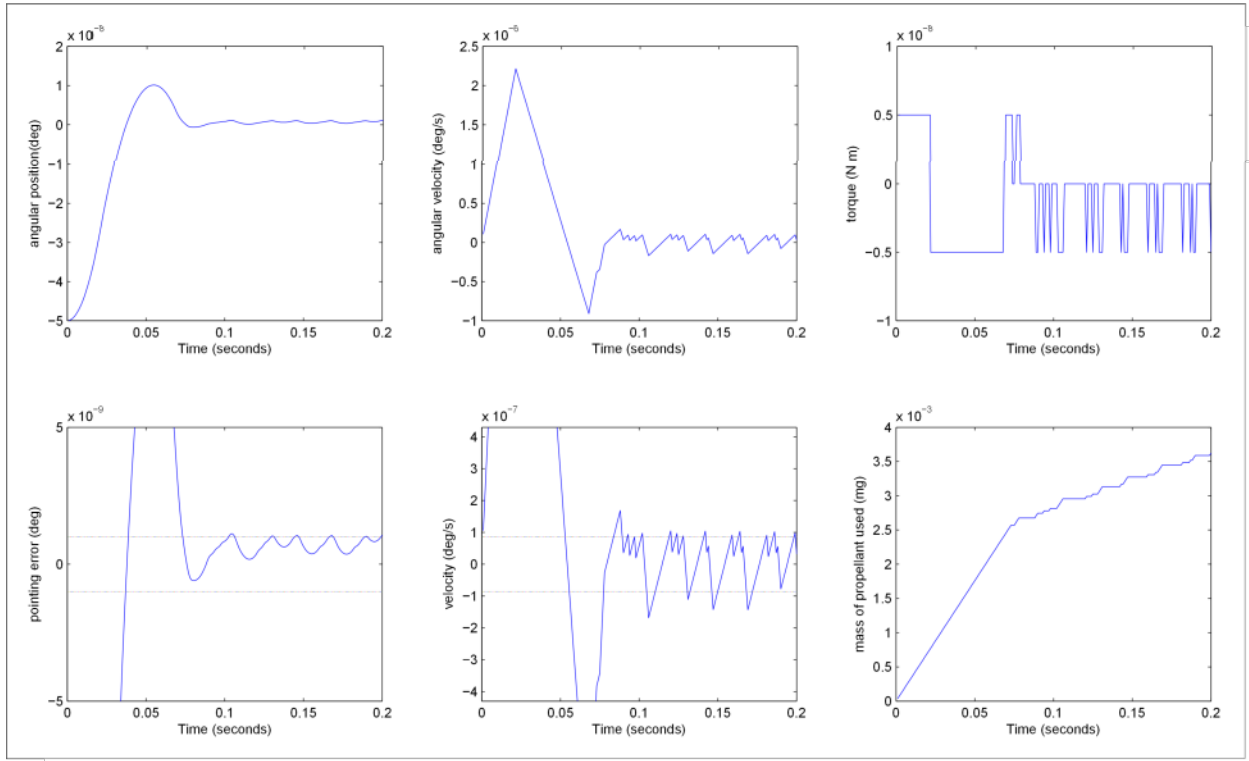 x 10^-8
2
1
0
−1
−2
−3
−4
−5
angular position(deg)
0 0.05 0.1 0.15 0.2
Time (seconds)
x 10^-6
2.5
2
1.5
1
0.5
0
−0.5
−1
angular velocity (deg/s)
0 0.05 0.1 0.15 0.2
Time (seconds)
x 10^-8
1
0.5
0
−0.5
−1
torque (N m)
0 0.05 0.1 0.15 0.2
Time (seconds)
x 10^-9
5
0
−5
pointing error (deg)
0 0.05 0.1 0.15 0.2
Time (seconds)
x 10^-7
4
3
2
1
0
−1
−2
−3
−4
velocity (deg/s)
0 0.05 0.1 0.15 0.2
Time (seconds)
x 10^-3
4
3.5
3
2.5
2
1.5
1
0.5
0
mass of propellant used (mg)
0 0.05 0.1 0.15 0.2
Time (seconds)